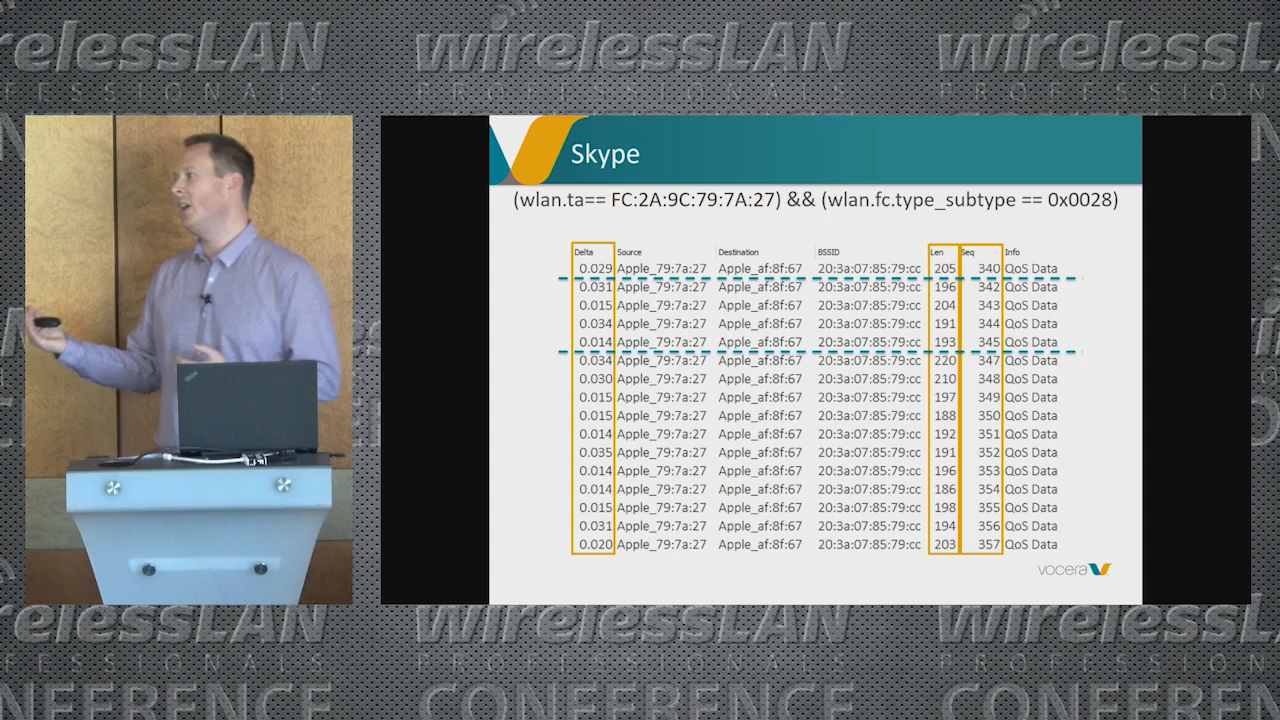 wirelessLAN wirelessLAN
PROFESSIONALS PROFESSIONALS
Skype
(wlan.ta== FC:2A:9C:79:7A:27) && (wlan.fc.type_subtype == 0x0028)
Delta Source Destination BSSID Len Seq Info
0.029 Apple_79:7a:27 Apple_af:8f:67 20:3a:07:85:79:cc 205 340 QoS Data
0.031 Apple_79:7a:27 Apple_af:8f:67 20:3a:07:85:79:cc 196 342 QoS Data
0.015 Apple_79:7a:27 Apple_af:8f:67 20:3a:07:85:79:cc 204 343 QoS Data
0.034 Apple_79:7a:27 Apple_af:8f:67 20:3a:07:85:79:cc 191 344 QoS Data
0.014 Apple_79:7a:27 Apple_af:8f:67 20:3a:07:85:79:cc 193 345 QoS Data
0.034 Apple_79:7a:27 Apple_af:8f:67 20:3a:07:85:79:cc 220 347 QoS Data
0.030 Apple_79:7a:27 Apple_af:8f:67 20:3a:07:85:79:cc 210 348 QoS Data
0.015 Apple_79:7a:27 Apple_af:8f:67 20:3a:07:85:79:cc 197 349 QoS Data
0.015 Apple_79:7a:27 Apple_af:8f:67 20:3a:07:85:79:cc 188 350 QoS Data
0.014 Apple_79:7a:27 Apple_af:8f:67 20:3a:07:85:79:cc 192 351 QoS Data
0.035 Apple_79:7a:27 Apple_af:8f:67 20:3a:07:85:79:cc 191 352 QoS Data
0.014 Apple_79:7a:27 Apple_af:8f:67 20:3a:07:85:79:cc 196 353 QoS Data
0.014 Apple_79:7a:27 Apple_af:8f:67 20:3a:07:85:79:cc 186 354 QoS Data
0.015 Apple_79:7a:27 Apple_af:8f:67 20:3a:07:85:79:cc 198 355 QoS Data
0.031 Apple_79:7a:27 Apple_af:8f:67 20:3a:07:85:79:cc 194 356 QoS Data
0.020 Apple_79:7a:27 Apple_af:8f:67 20:3a:07:85:79:cc 203 357 QoS Data
vocera
IBM
relessLAN wirelessLAN wirelessLA
PROFESSIONALS PROFESSIONALS PROFESSION
NFERENCE CONFERENCE CONFEREN